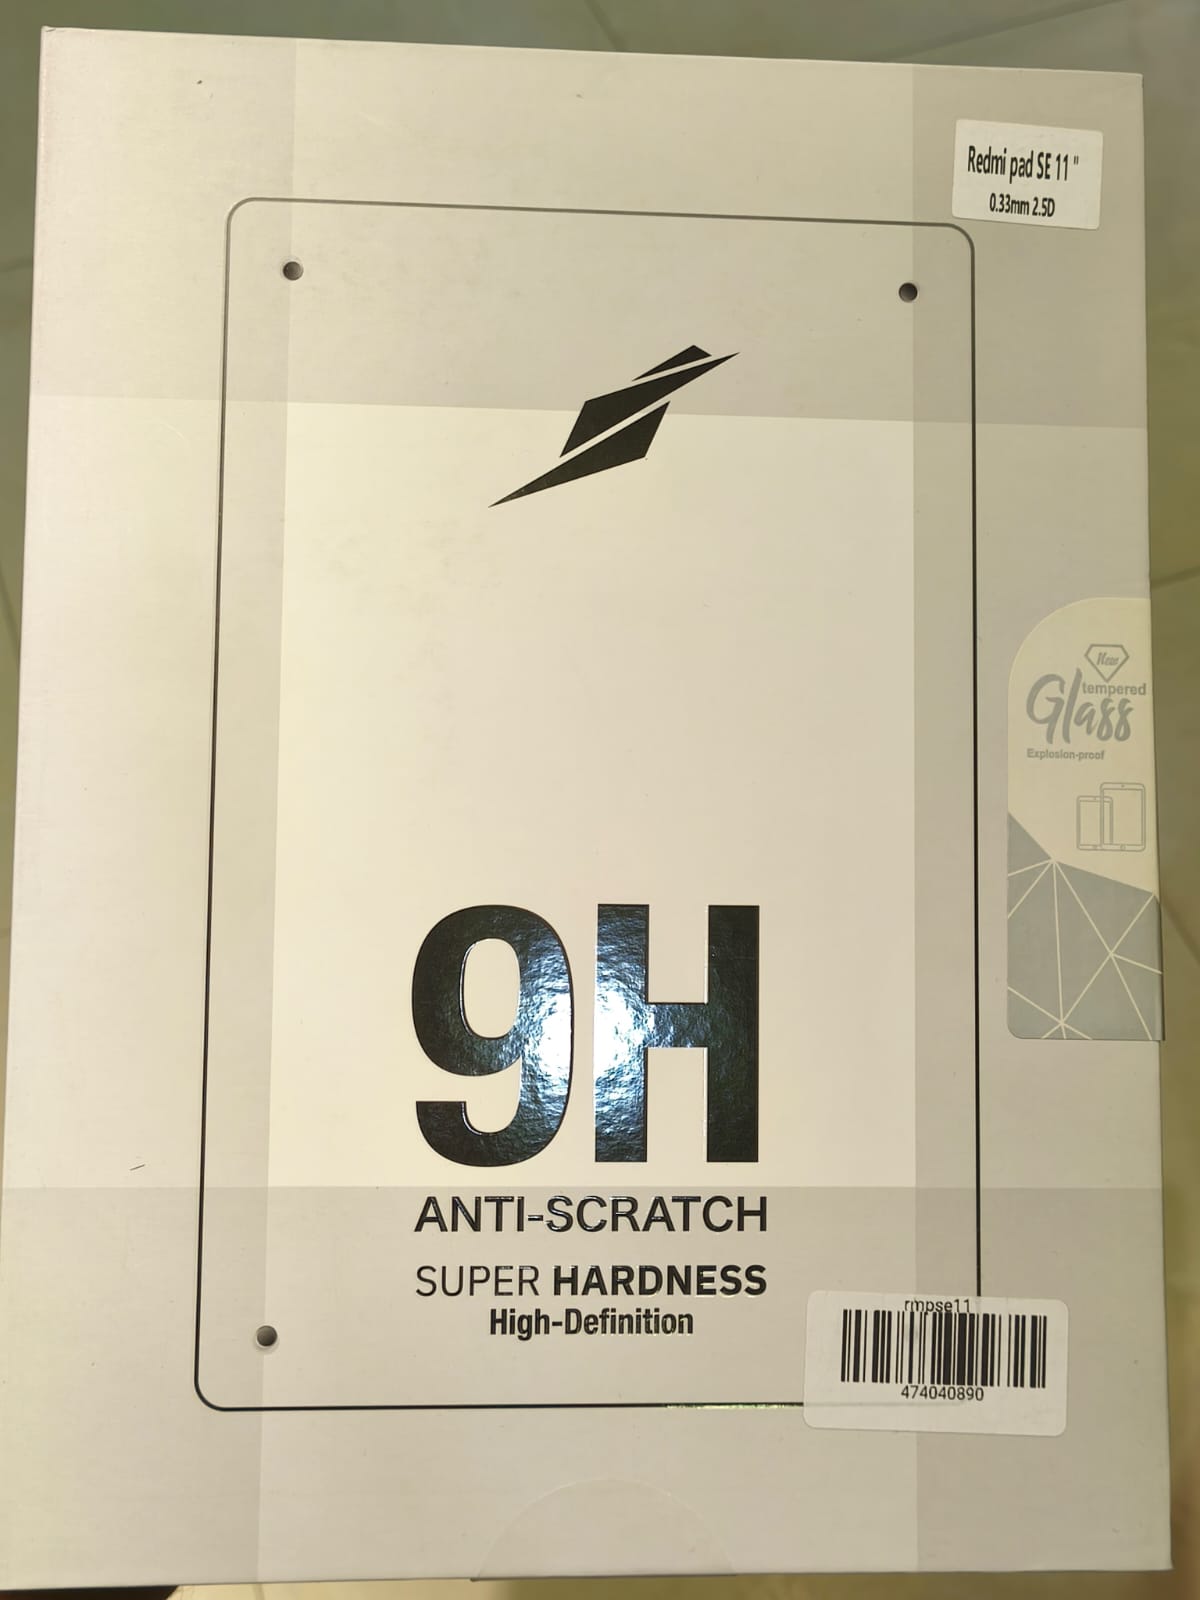 Redmi pad SE 11 "
0.33mm 2.5D
New
tempered
Glass
Explosion-proof
9H
ANTI-SCRATCH
SUPER HARDNESS
High-Definition
rmpse11
474040890